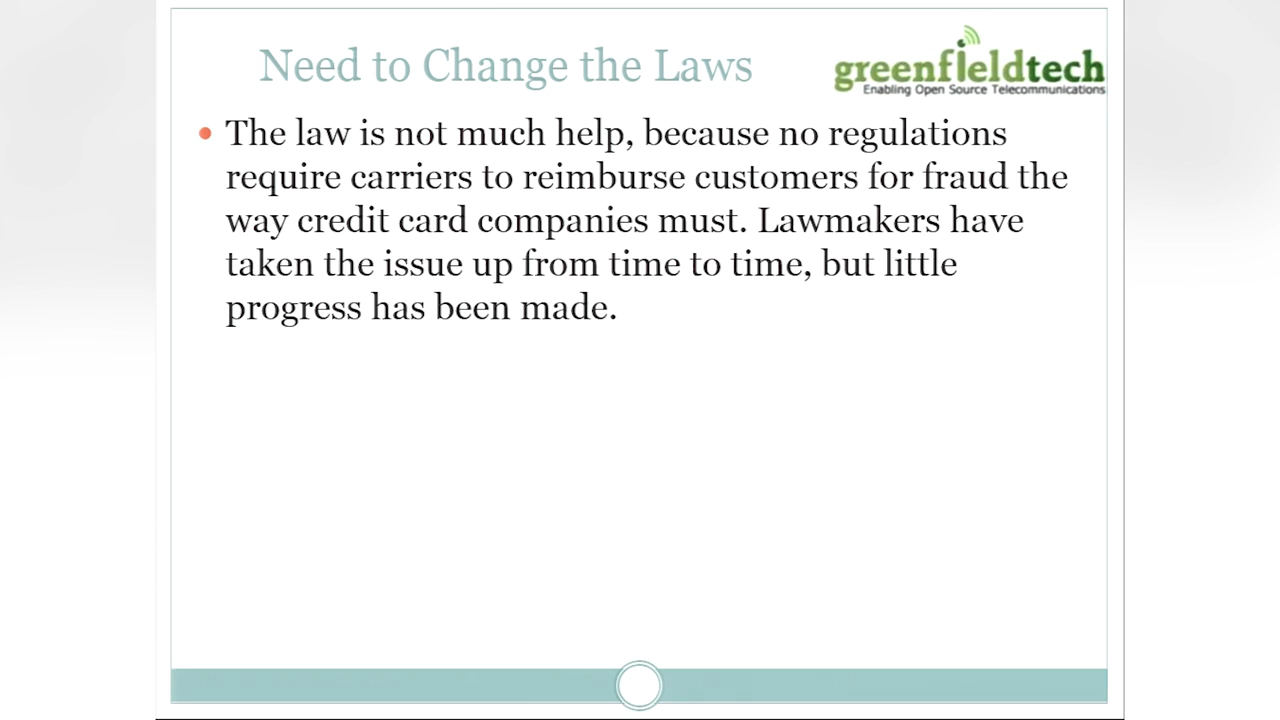 Need to Change the Laws
greenfieldtech
Enabling Open Source Telecommunications
• The law is not much help, because no regulations
require carriers to reimburse customers for fraud the
way credit card companies must. Lawmakers have
taken the issue up from time to time, but little
progress has been made.